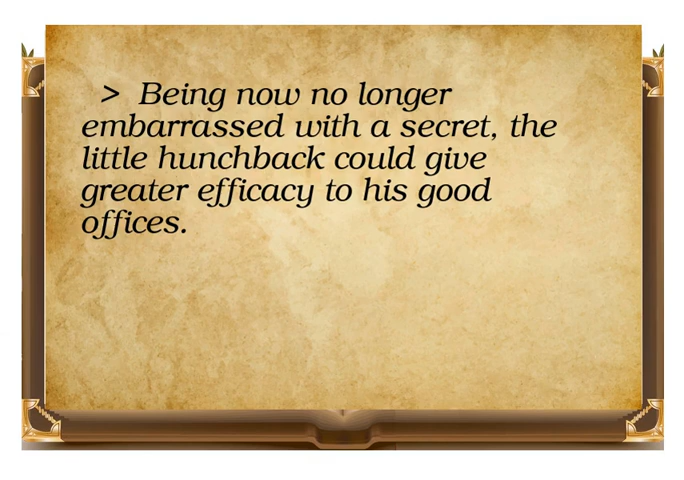 > Being now no longer
embarrassed with a secret, the
little hunchback could give
greater efficacy to his good
offices.